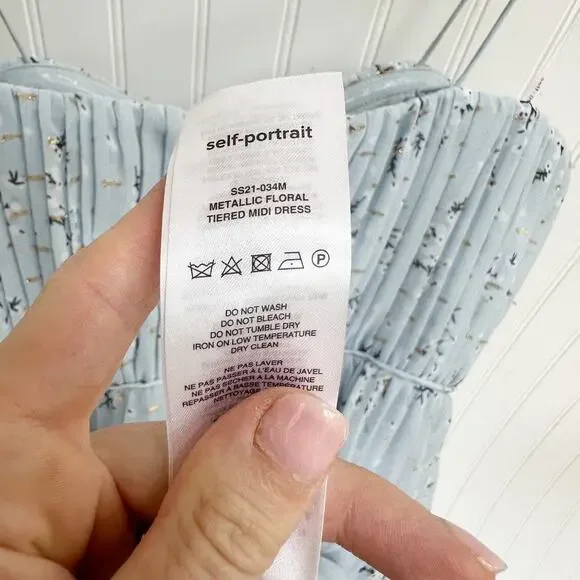 self-portrait
SS21-034M
METALLIC FLORAL
TIERED MIDI DRESS
P
DO NOT WASH
DO NOT BLEACH
DO NOT TUMBLE DRY
IRON ON LOW TEMPERATURE
DRY CLEAN
NE PAS LAVER
NE PAS PASSER À L'EAU DE JAVEL
NE PAS SECHER A LA MACHINE
REPASSER À BASSE TEMPÉRATURE
NETTOYAGE